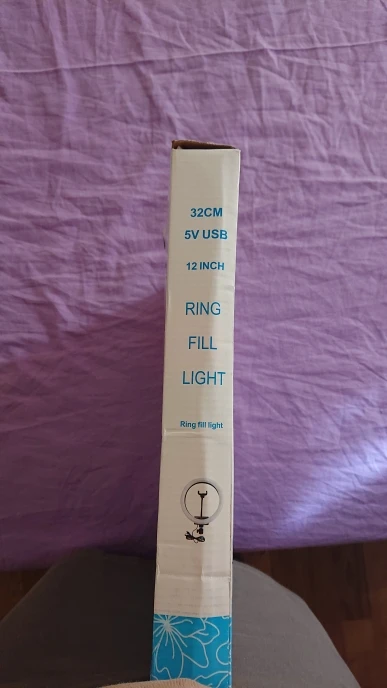 32CM
5V USB
12 INCH
RING
FILL
LIGHT
Ring fill light